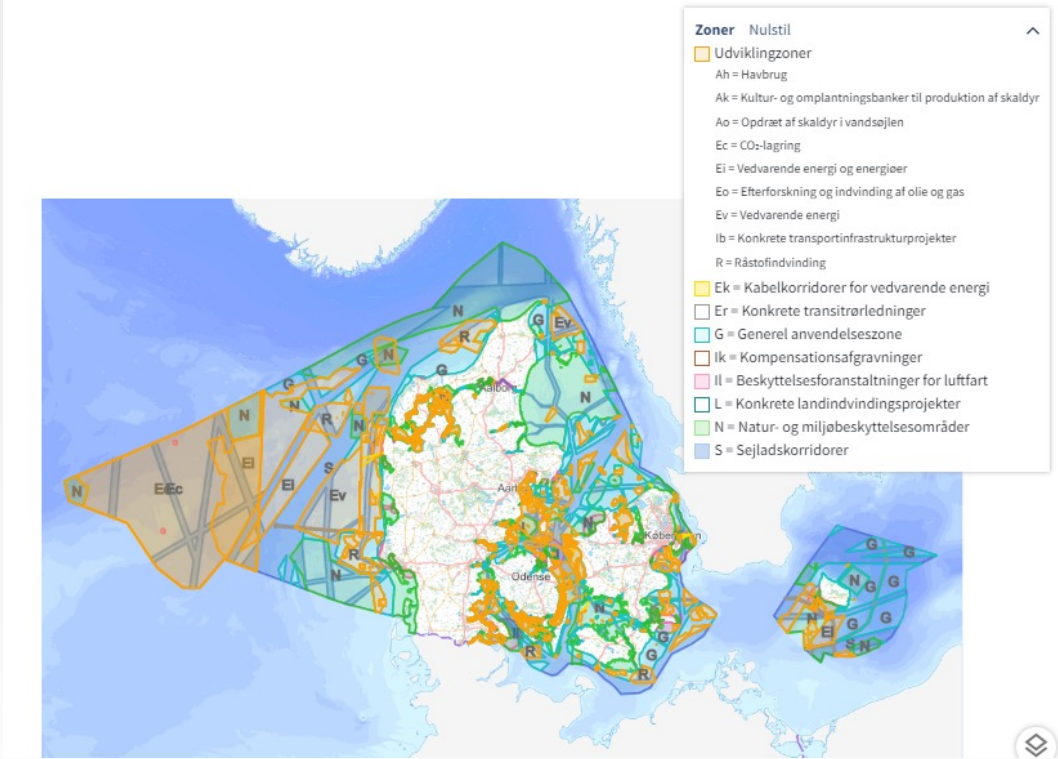 Zoner Nulstil
Udviklingzoner
Ah = Havbrug
Ak = Kultur- og omplantningsbanker til produktion af skaldyr
Ao = Opdræt af skaldyr i vandsøjlen
Ec = CO₂-lagring
Ei = Vedvarende energi og energiøer
Eo = Efterforskning og indvinding af olie og gas
Ev = Vedvarende energi
Ib = Konkrete transportinfrastrukturprojekter
R = Råstofindvinding
Ek = Kabelkorridorer for vedvarende energi
Er = Konkrete transitrørledninger
G = Generel anvendelseszone
Ik = Kompensationsafgravninger
Il = Beskyttelsesforanstaltninger for luftfart
L = Konkrete landindvindingsprojekter
N = Natur- og miljøbeskyttelsesområder
S = Sejladskorridorer
N
G Ev
R
G N
G
G
N
N R N
N
EI
S
N Ec EI Ev
N
R
N
Odense
G G
N G G
N EI G G
S N
N
G
G
R
R